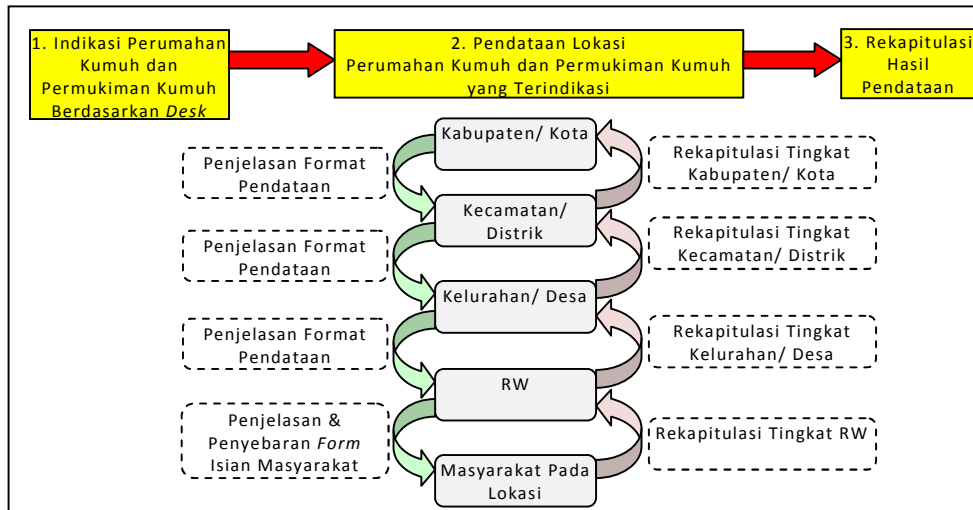 1. Indikasi Perumahan
Kumuh dan
Permukiman Kumuh
Berdasarkan Desk
2. Pendataan Lokasi
Perumahan Kumuh dan Permukiman Kumuh
yang Terindikasi
3. Rekapitulasi
Hasil
Pendataan
Kabupaten/ Kota
Penjelasan Format
Pendataan
Rekapitulasi Tingkat
Kabupaten/ Kota
Kecamatan/
Distrik
Penjelasan Format
Pendataan
Rekapitulasi Tingkat
Kecamatan/ Distrik
Kelurahan/ Desa
Penjelasan Format
Pendataan
Rekapitulasi Tingkat
Kelurahan/ Desa
RW
Penjelasan &
Penyebaran Form
Isian Masyarakat
Rekapitulasi Tingkat RW
Masyarakat Pada
Lokasi